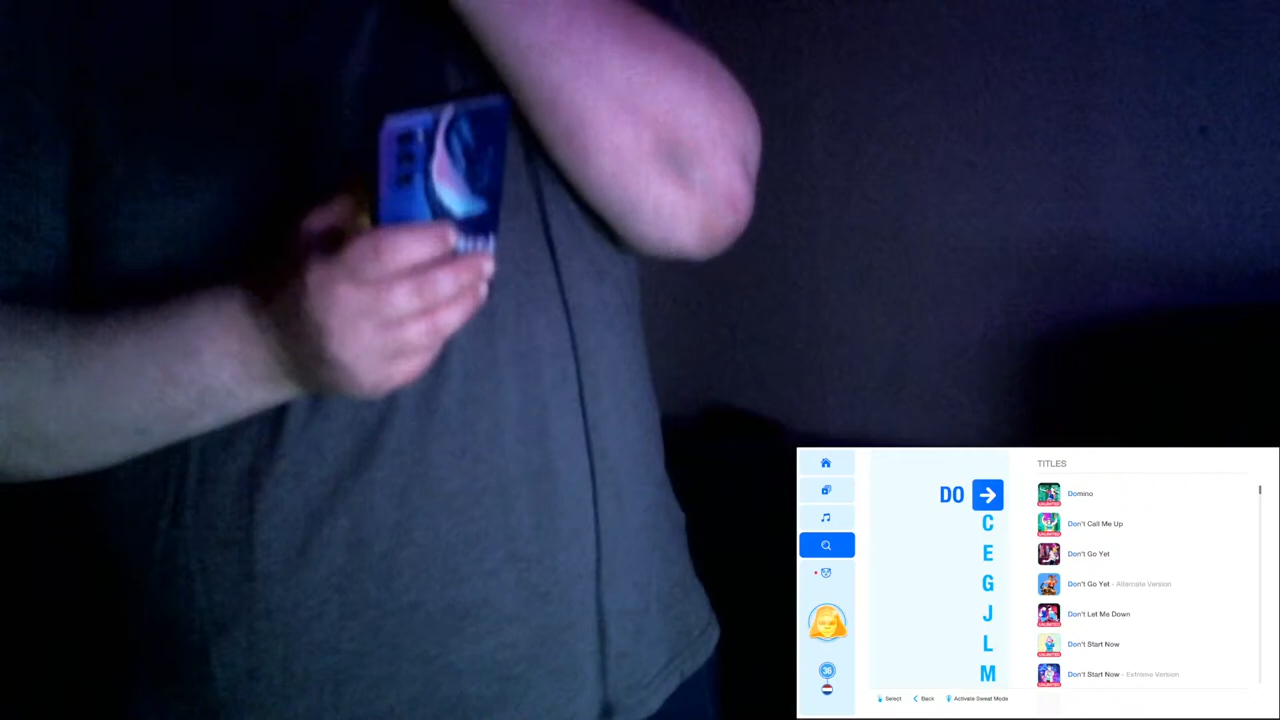 TITLES
DO
C
E
G
J
L
M
Domino
Don't Call Me Up
Don't Go Yet
Don't Go Yet - Alternate Version
Don't Let Me Down
Don't Start Now
Don't Start Now - Extreme Version
36
Select
Back
Activate Sweat Mode